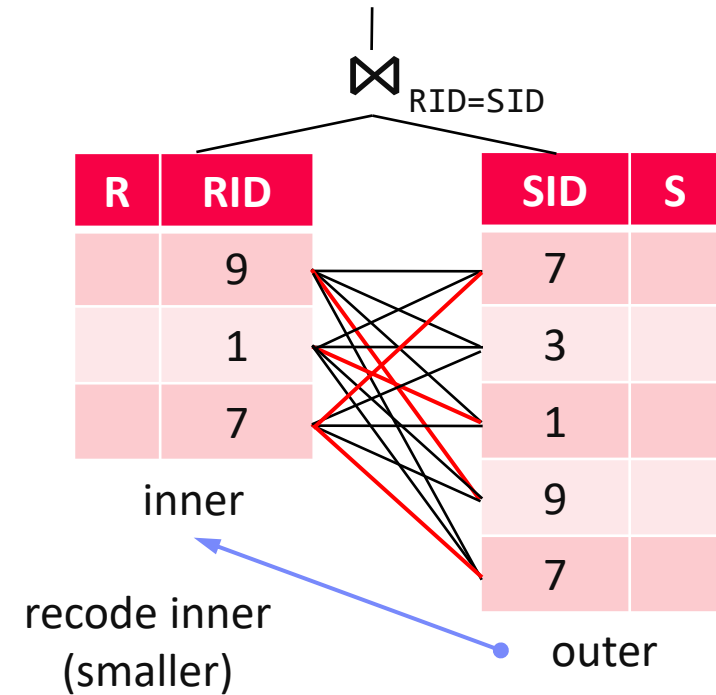 ⋈ RID=SID
R RID
9
1
7
inner
SID S
7
3
1
9
7
outer
recode inner
(smaller)